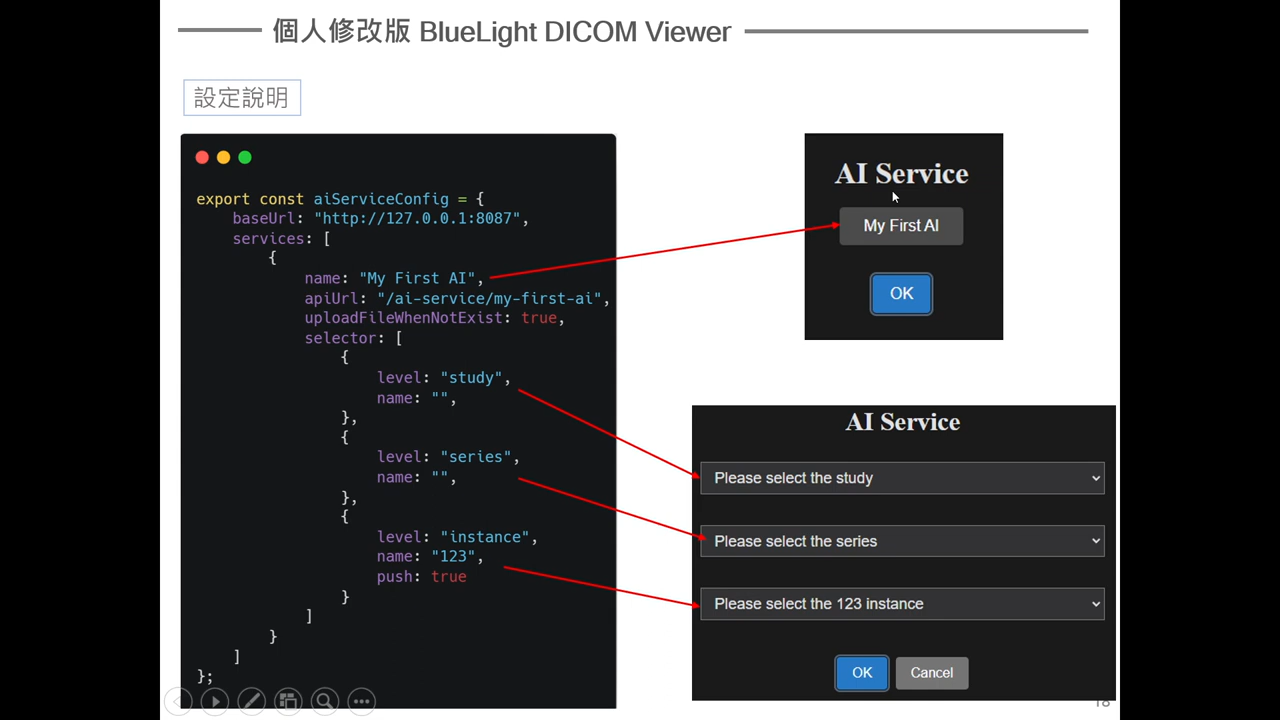 個人修改版 BlueLight DICOM Viewer
設定說明
export const aiServiceConfig = {
baseUrl: "http://127.0.0.1:8087",
services: [
{
name: "My First AI",
apiUrl: "/ai-service/my-first-ai",
uploadFileWhenNotExist: true,
selector: [
{
level: "study",
name: "",
},
{
level: "series",
name: "",
},
{
level: "instance",
name: "123",
push: true
}
]
}
]
};
AI Service
My First AI
OK
AI Service
Please select the study
Please select the series
Please select the 123 instance
OK Cancel
18